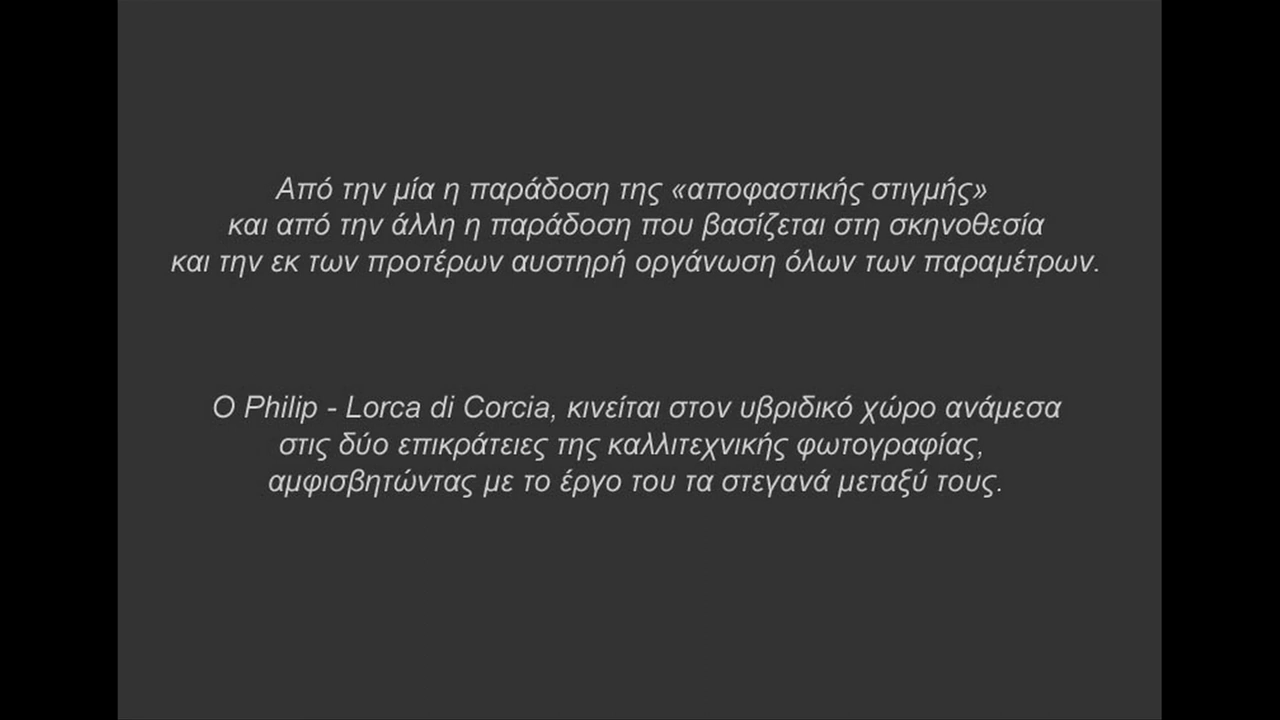 Από την μία η παράδοση της «αποφαστικής στιγμής»
και από την άλλη η παράδοση που βασίζεται στη σκηνοθεσία
και την εκ των προτέρων αυστηρή οργάνωση όλων των παραμέτρων.
Ο Philip - Lorca di Corcia, κινείται στον υβριδικό χώρο ανάμεσα
στις δύο επικράτειες της καλλιτεχνικής φωτογραφίας,
αμφισβητώντας με το έργο του τα στεγανά μεταξύ τους.